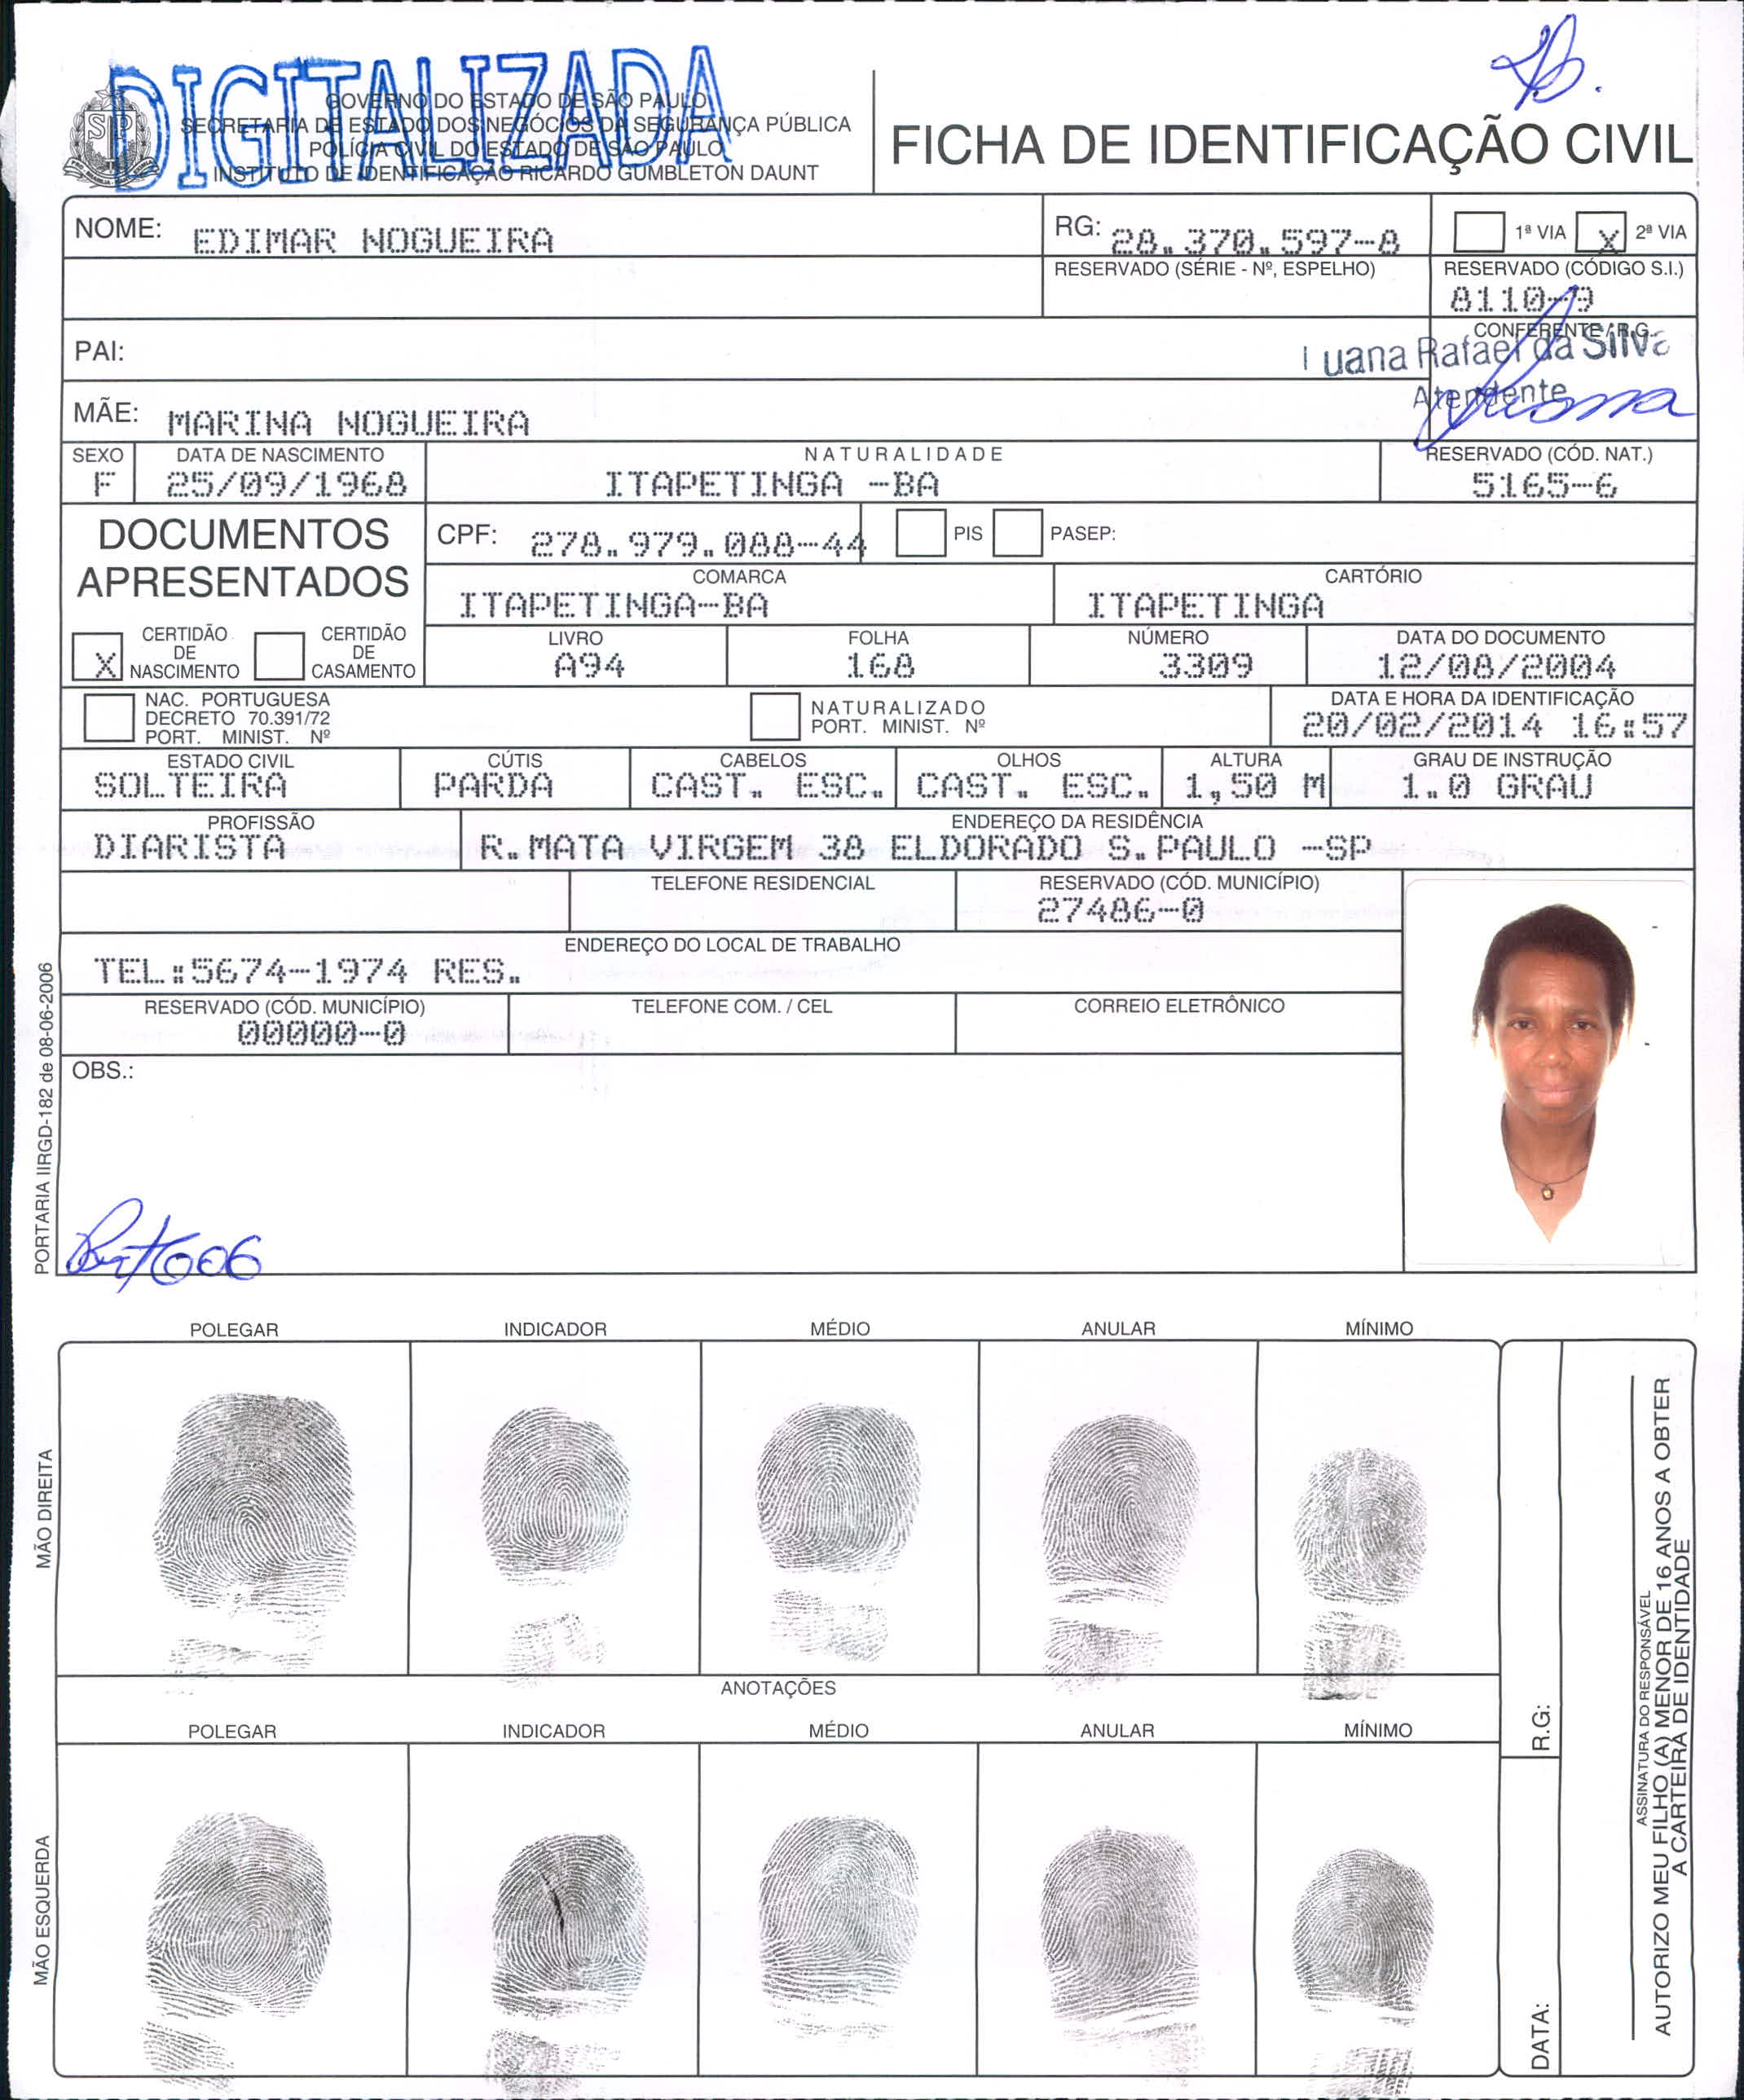 DIGITALIZADA
GOVERNO DO ESTADO DE SÃO PAULO
SECRETARIA DE ESTADO DOS NEGÓCIOS DA SEGURANÇA PÚBLICA
POLÍCIA CIVIL DO ESTADO DE SÃO PAULO
INSTITUTO DE IDENTIFICAÇÃO RICARDO GUMBLETON DAUNT
FICHA DE IDENTIFICAÇÃO CIVIL
NOME: EDIMAR NOGUEIRA
RG: 28.370.597-8
1ª VIA X 2ª VIA
RESERVADO (SÉRIE - Nº, ESPELHO)
RESERVADO (CÓDIGO S.I.)
8110-9
PAI:
CONFERENTE / R.G.
Luana Rafael da Silva
Atendente
MÃE: MARINA NOGUEIRA
SEXO
F
DATA DE NASCIMENTO
25/09/1968
NATURALIDADE
ITAPETINGA -BA
RESERVADO (CÓD. NAT.)
5165-6
DOCUMENTOS
APRESENTADOS
CPF: 278.979.088-44
PIS
PASEP:
COMARCA
ITAPETINGA-BA
CARTÓRIO
ITAPETINGA
X CERTIDÃO
DE
NASCIMENTO
CERTIDÃO
DE
CASAMENTO
LIVRO
A94
FOLHA
168
NÚMERO
3309
DATA DO DOCUMENTO
12/08/2004
NAC. PORTUGUESA
DECRETO 70.391/72
PORT. MINIST. Nº
NATURALIZADO
PORT. MINIST. Nº
DATA E HORA DA IDENTIFICAÇÃO
20/02/2014 16:57
ESTADO CIVIL
SOLTEIRA
CÚTIS
PARDA
CABELOS
CAST. ESC.
OLHOS
CAST. ESC.
ALTURA
1,50 M
GRAU DE INSTRUÇÃO
1.0 GRAU
PROFISSÃO
DIARISTA
ENDEREÇO DA RESIDÊNCIA
R.MATA VIRGEM 38 ELDORADO S.PAULO -SP
TELEFONE RESIDENCIAL
RESERVADO (CÓD. MUNICÍPIO)
27486-0
ENDEREÇO DO LOCAL DE TRABALHO
TEL:5674-1974 RES.
RESERVADO (CÓD. MUNICÍPIO)
00000-0
TELEFONE COM. / CEL
CORREIO ELETRÔNICO
OBS.:
PORTARIA IIRGD-182 de 08-06-2006
POLEGAR INDICADOR MÉDIO ANULAR MÍNIMO
MÃO DIREITA
ANOTAÇÕES
POLEGAR INDICADOR MÉDIO ANULAR MÍNIMO
MÃO ESQUERDA
R.G:
DATA:
ASSINATURA DO RESPONSÁVEL
AUTORIZO MEU FILHO (A) MENOR DE 16 ANOS A OBTER
A CARTEIRA DE IDENTIDADE